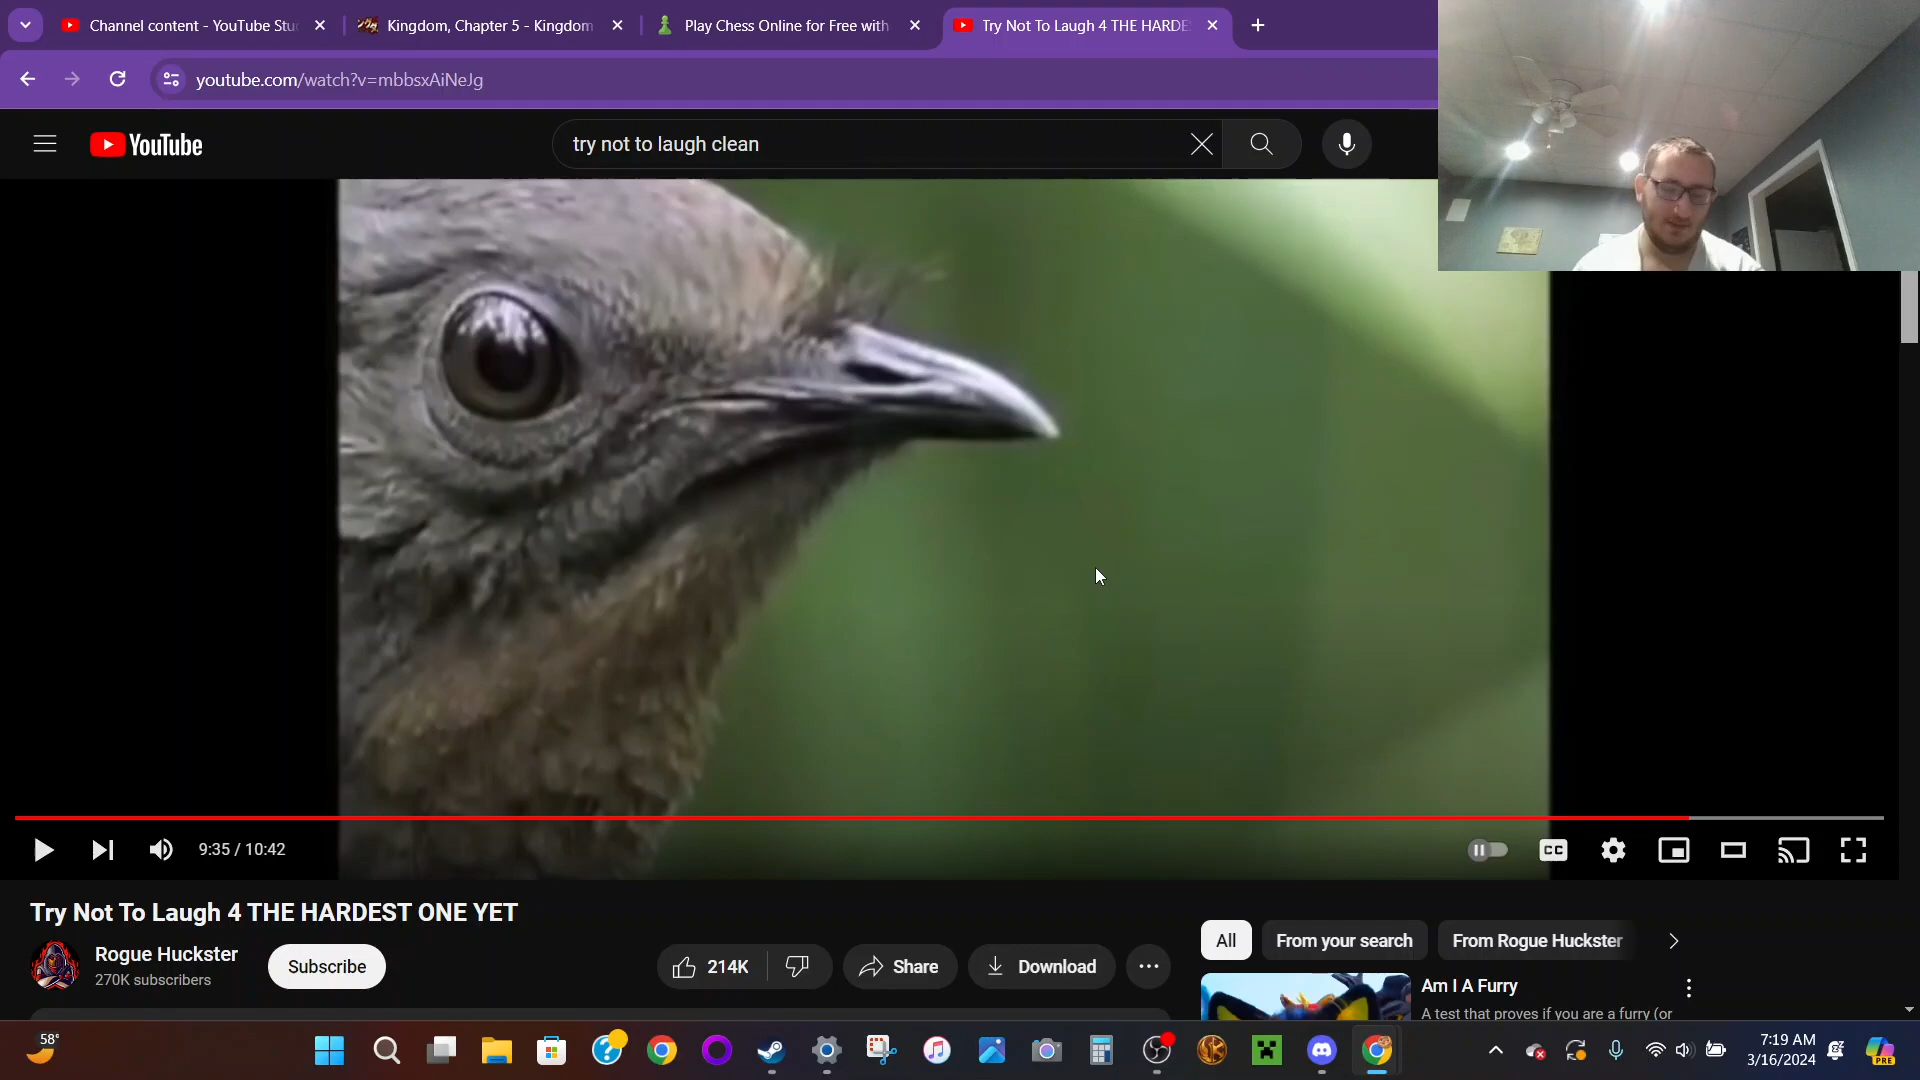 Channel content - YouTube Stu
Kingdom, Chapter 5 - Kingdom
Play Chess Online for Free with
Try Not To Laugh 4 THE HARDE
youtube.com/watch?v=mbbsxAiNeJg
YouTube
try not to laugh clean
9:35 / 10:42
CC
Try Not To Laugh 4 THE HARDEST ONE YET
Rogue Huckster
270K subscribers
Subscribe
214K
Share
Download
All
From your search
From Rogue Huckster
Am I A Furry
A test that proves if you are a furry (or
58°
7:19 AM
3/16/2024
PRE